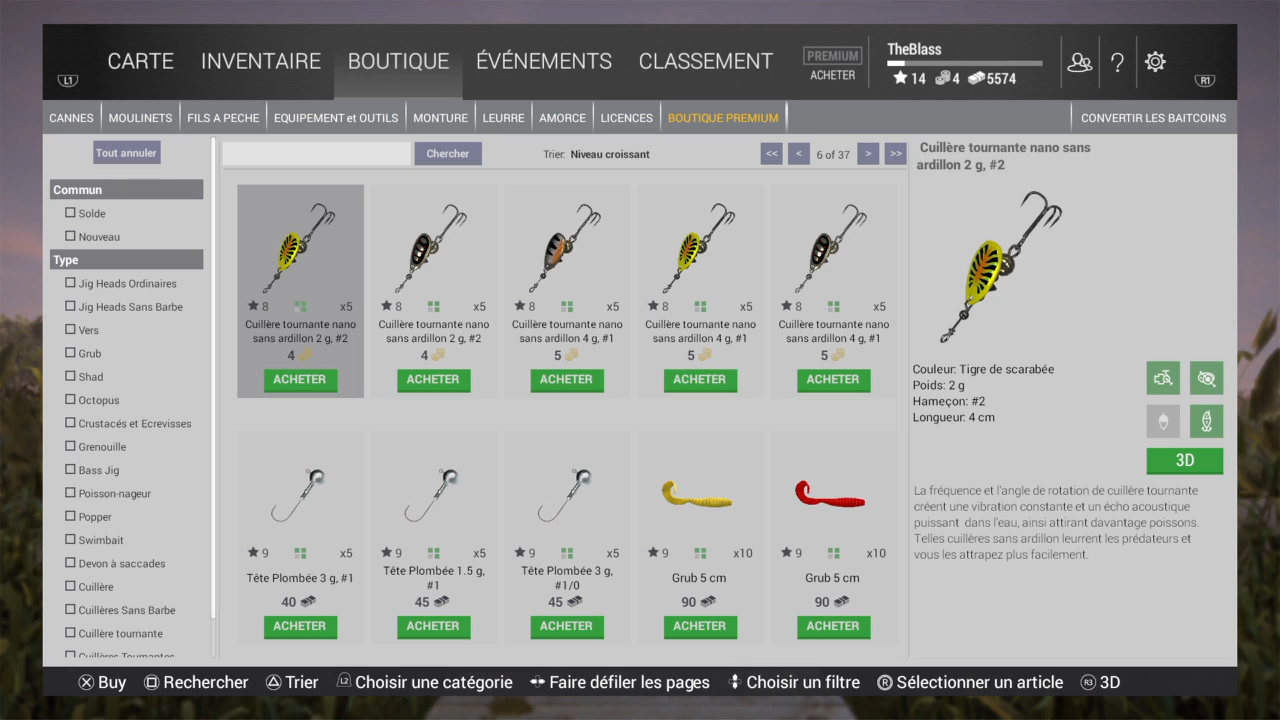 CARTE INVENTAIRE BOUTIQUE ÉVÉNEMENTS CLASSEMENT
PREMIUM
ACHETER
TheBlass
14 4 5574
L1
?
R1
CANNES MOULINETS FILS A PECHE EQUIPEMENT et OUTILS MONTURE LEURRE AMORCE LICENCES BOUTIQUE PREMIUM CONVERTIR LES BAITCOINS
Tout annuler
Commun
Solde
Nouveau
Type
Jig Heads Ordinaires
Jig Heads Sans Barbe
Vers
Grub
Shad
Octopus
Crustacés et Ecrevisses
Grenouille
Bass Jig
Poisson-nageur
Popper
Swimbait
Devon à saccades
Cuillère
Cuillères Sans Barbe
Cuillère tournante
Cuillères Tournantes
Chercher
Trier: Niveau croissant
<< < 6 of 37 > >>
8 x5
Cuillère tournante nano
sans ardillon 2 g, #2
4
ACHETER
8 x5
Cuillère tournante nano
sans ardillon 2 g, #2
4
ACHETER
8 x5
Cuillère tournante nano
sans ardillon 4 g, #1
5
ACHETER
8 x5
Cuillère tournante nano
sans ardillon 4 g, #1
5
ACHETER
8 x5
Cuillère tournante nano
sans ardillon 4 g, #1
5
ACHETER
9 x5
Tête Plombée 3 g, #1
40
ACHETER
9 x5
Tête Plombée 1.5 g,
#1
45
ACHETER
9 x5
Tête Plombée 3 g,
#1/0
45
ACHETER
9 x10
Grub 5 cm
90
ACHETER
9 x10
Grub 5 cm
90
ACHETER
Cuillère tournante nano sans
ardillon 2 g, #2
Couleur: Tigre de scarabée
Poids: 2 g
Hameçon: #2
Longueur: 4 cm
3D
La fréquence et l'angle de rotation de cuillère tournante
créent une vibration constante et un écho acoustique
puissant dans l'eau, ainsi attirant davantage poissons.
Telles cuillères sans ardillon leurrent les prédateurs et
vous les attrapez plus facilement.
Buy Rechercher Trier L2 Choisir une catégorie Faire défiler les pages Choisir un filtre R Sélectionner un article R3 3D